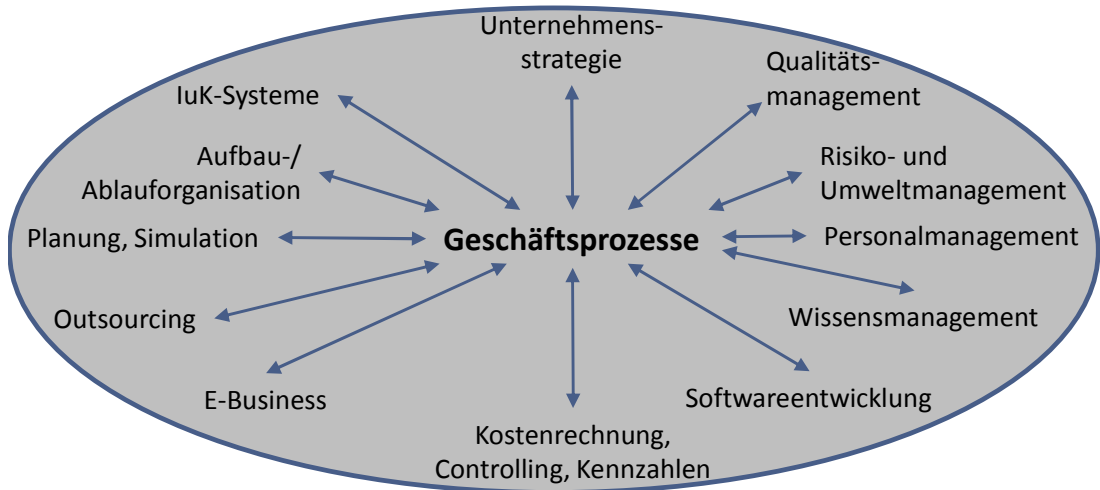 Unternehmens-
strategie
Qualitäts-
management
IuK-Systeme
Aufbau-/
Ablauforganisation
Risiko- und
Umweltmanagement
Planung, Simulation
Geschäftsprozesse
Personalmanagement
Outsourcing
Wissensmanagement
E-Business
Softwareentwicklung
Kostenrechnung,
Controlling, Kennzahlen